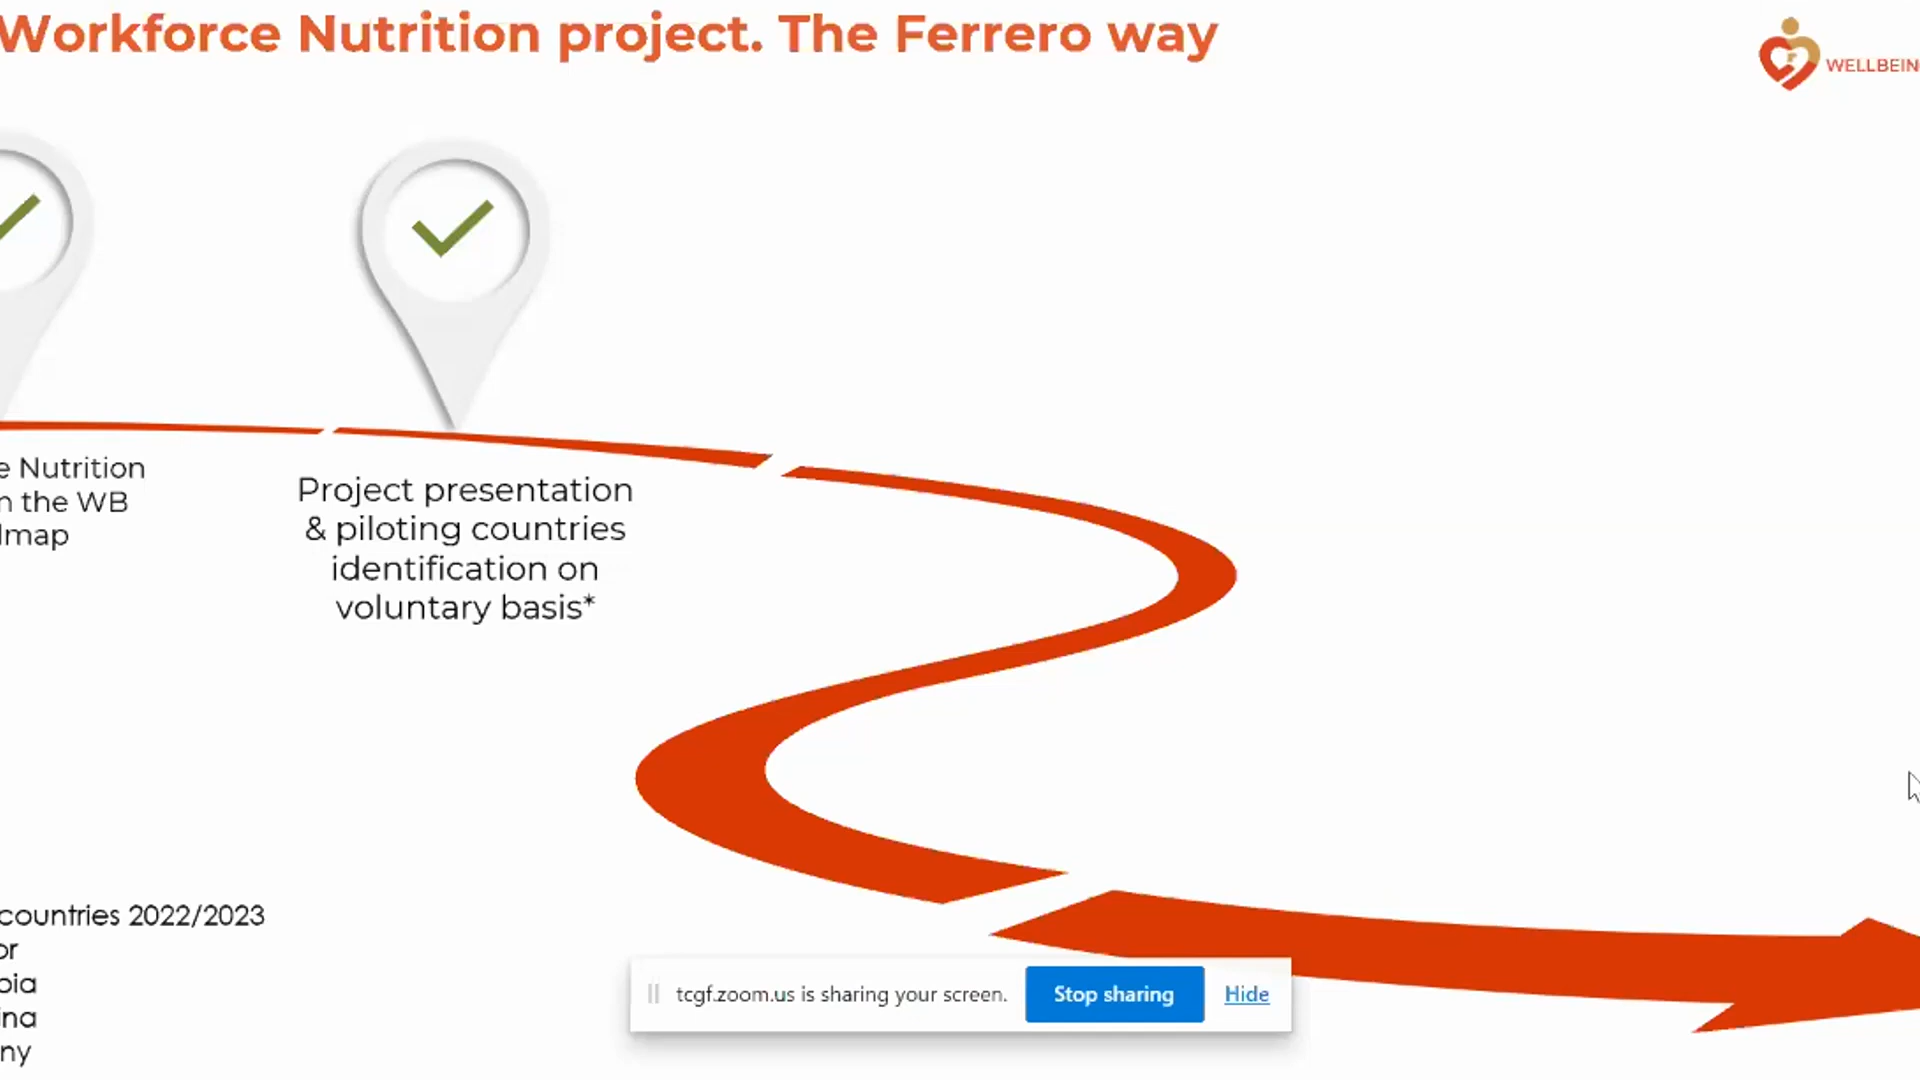 Workforce Nutrition project. The Ferrero way
WELLBEIN
e Nutrition
n the WB
lmap
Project presentation
& piloting countries
identification on
voluntary basis*
countries 2022/2023
or
bia
ina
ny
tcgf.zoom.us is sharing your screen.
Stop sharing
Hide